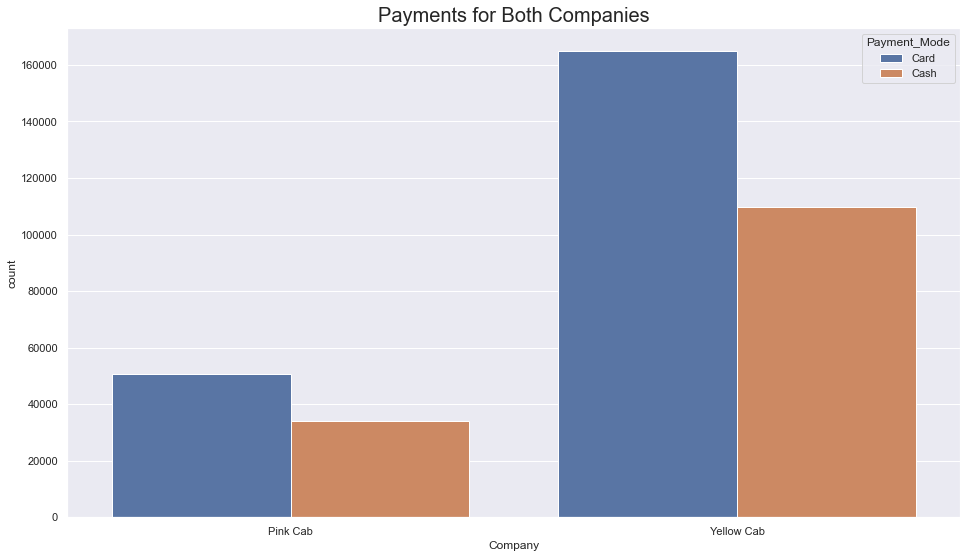 Payments for Both Companies
Payment_Mode
Card
Cash
160000
140000
120000
100000
80000
60000
40000
20000
0
count
Pink Cab
Yellow Cab
Company